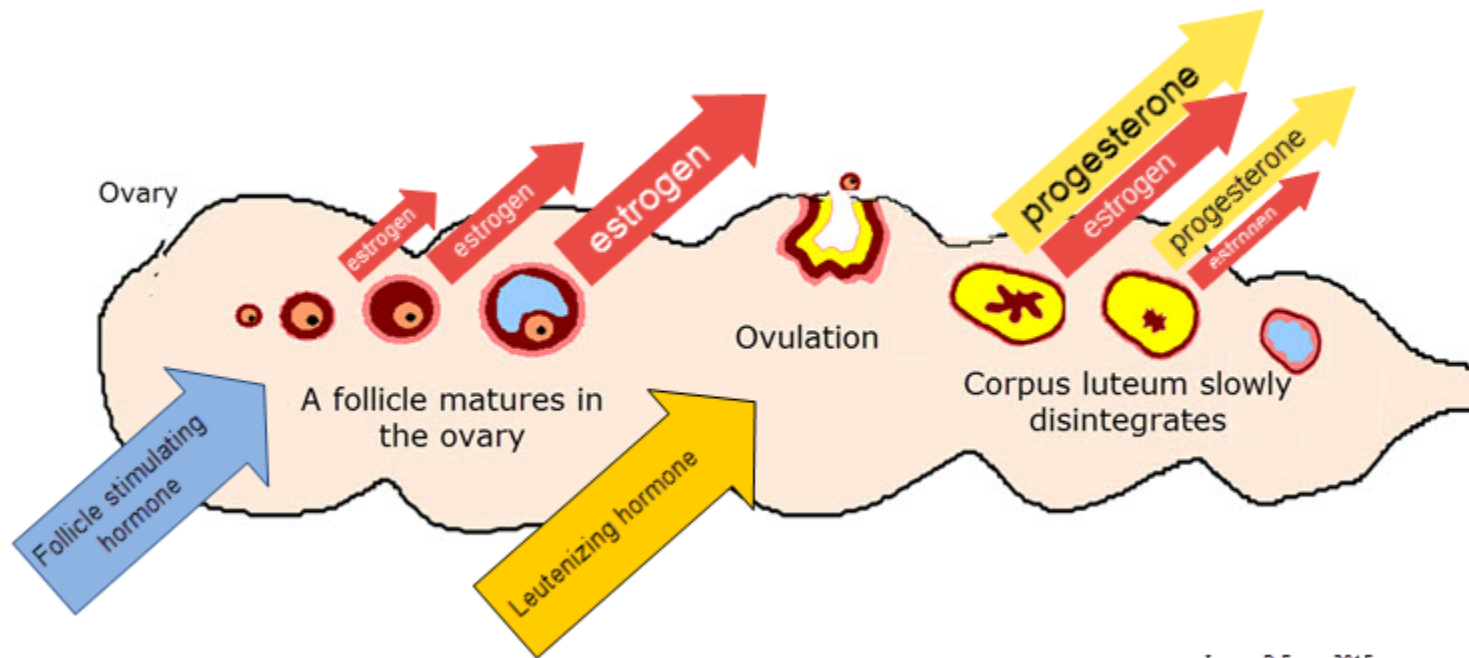 Ovary
estrogen
estrogen
estrogen
progesterone
estrogen
progesterone
estrogen
Ovulation
A follicle matures in
the ovary
Corpus luteum slowly
disintegrates
Follicle stimulating
hormone
Leutenizing hormone